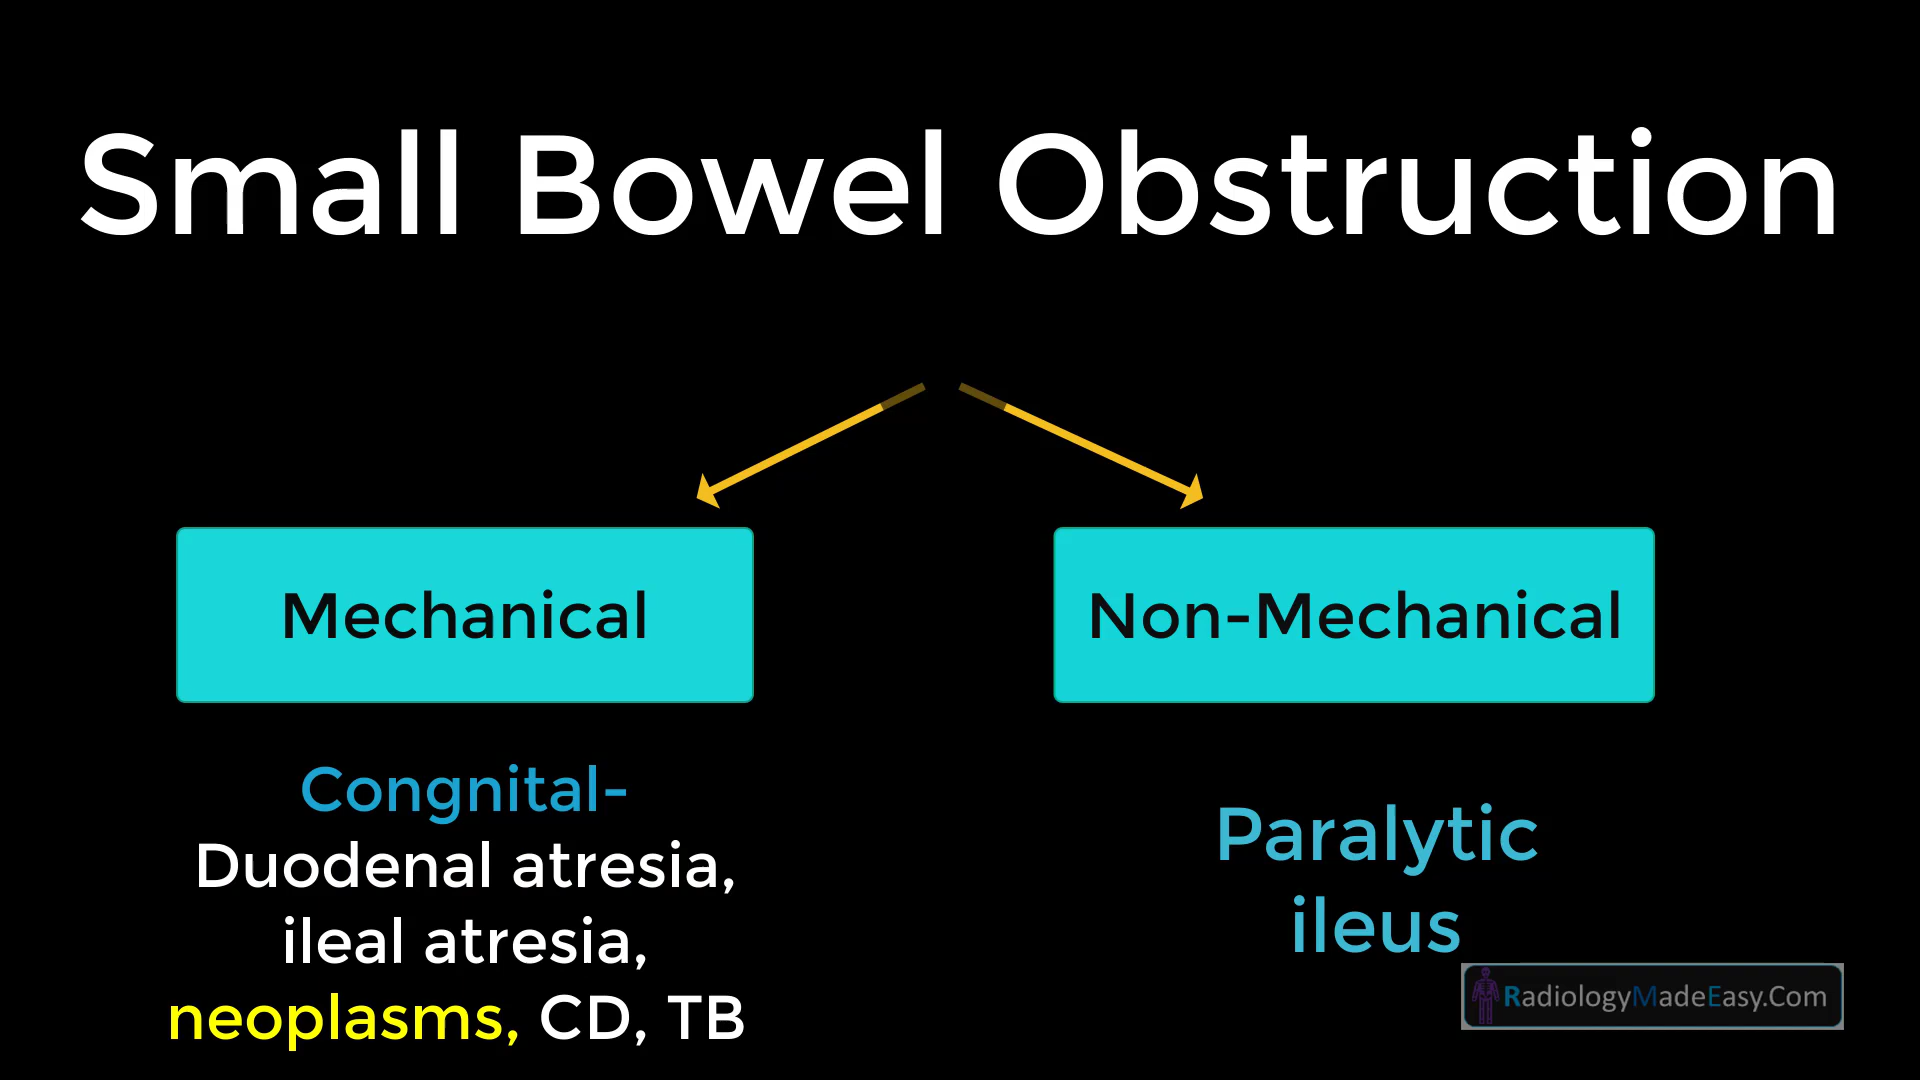 Small Bowel Obstruction
Mechanical
Non-Mechanical
Congnital-
Duodenal atresia,
ileal atresia,
neoplasms, CD, TB
Paralytic
ileus
RadiologyMadeEasy.Com